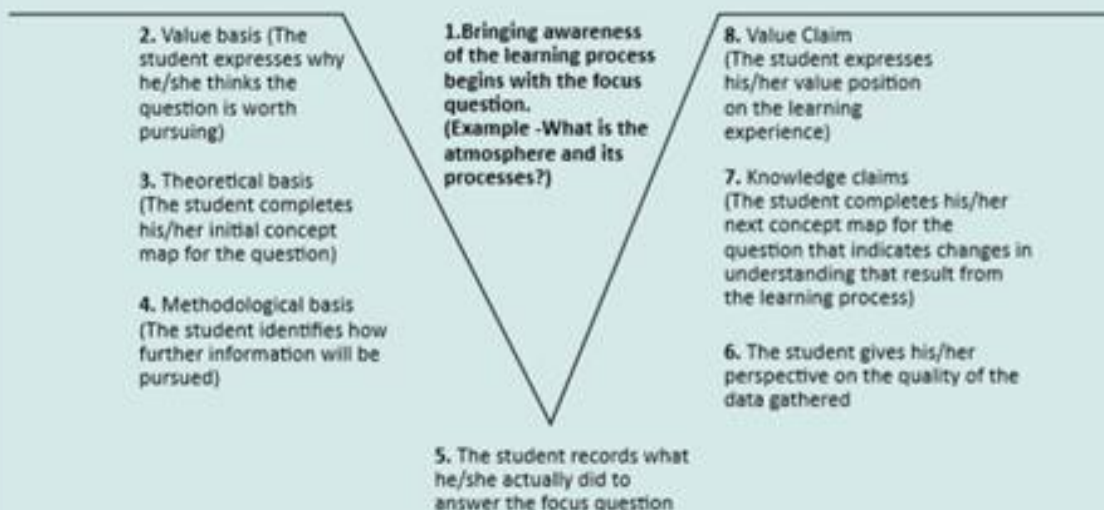 1.Bringing awareness
of the learning process
begins with the focus
question.
(Example -What is the
atmosphere and its
processes?)
2. Value basis (The
student expresses why
he/she thinks the
question is worth
pursuing)
3. Theoretical basis
(The student completes
his/her initial concept
map for the question)
4. Methodological basis
(The student identifies how
further information will be
pursued)
5. The student records what
he/she actually did to
answer the focus question
6. The student gives his/her
perspective on the quality of the
data gathered
7. Knowledge claims
(The student completes his/her
next concept map for the
question that indicates changes in
understanding that result from
the learning process)
8. Value Claim
(The student expresses
his/her value position
on the learning
experience)